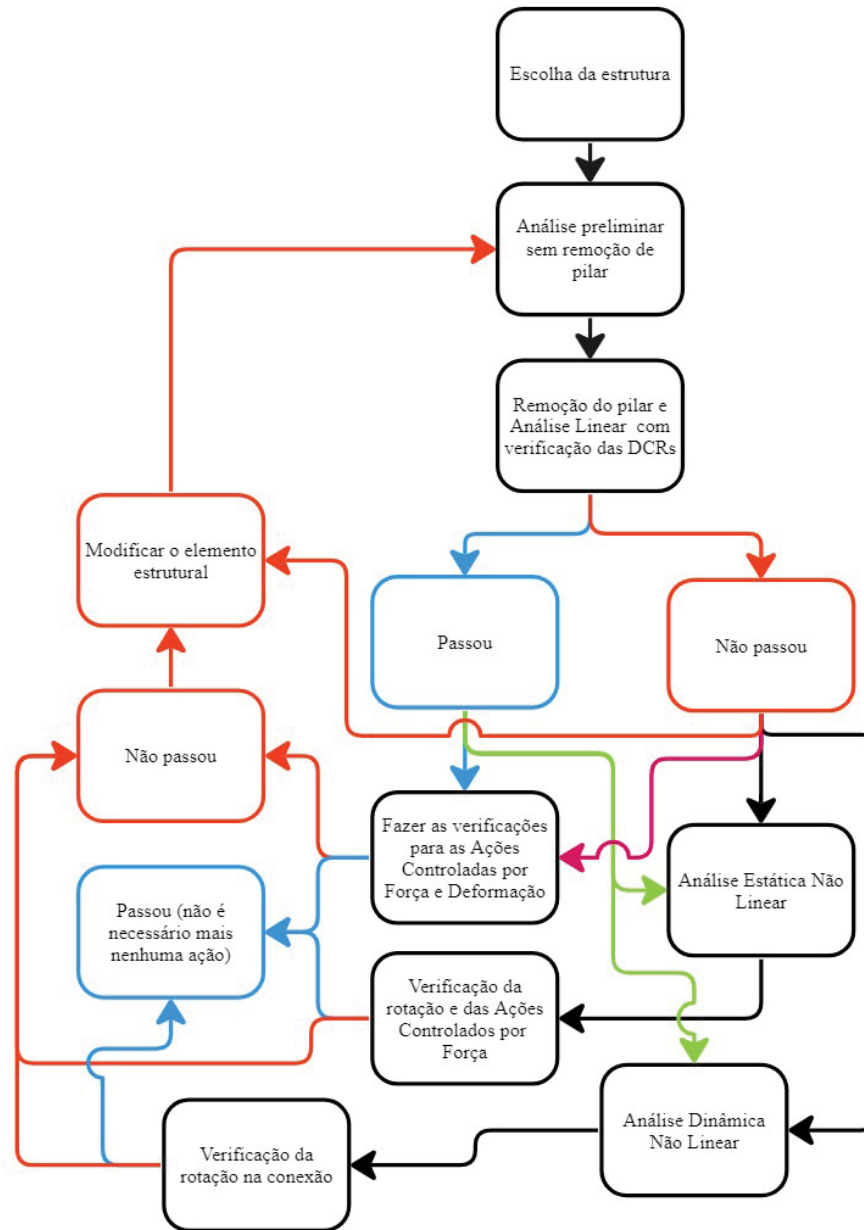 Escolha da estrutura
Análise preliminar
sem remoção de
pilar
Remoção do pilar e
Análise Linear com
verificação das DCRs
Modificar o elemento
estrutural
Passou
Não passou
Não passou
Fazer as verificações
para as Ações
Controladas por
Força e Deformação
Análise Estática Não
Linear
Passou (não é
necessário mais
nenhuma ação)
Verificação da
rotação e das Ações
Controlados por
Força
Análise Dinâmica
Não Linear
Verificação da
rotação na conexão